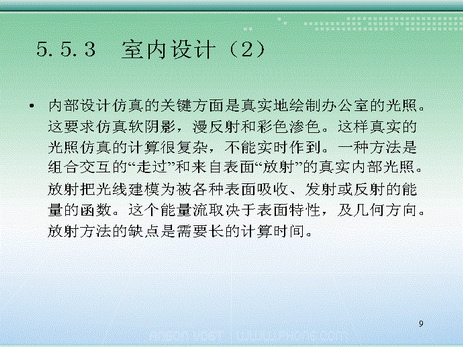 5.5.3 室内设计（2）
• 内部设计仿真的关键方面是真实地绘制办公室的光照。
这要求仿真软阴影，漫反射和彩色渗色。这样真实的
光照仿真的计算很复杂，不能实时作到。一种方法是
组合交互的“走过”和来自表面“放射”的真实内部光照。
放射把光线建模为被各种表面吸收、发射或反射的能
量的函数。这个能量流取决于表面特性，及几何方向。
放射方法的缺点是需要长的计算时间。
9